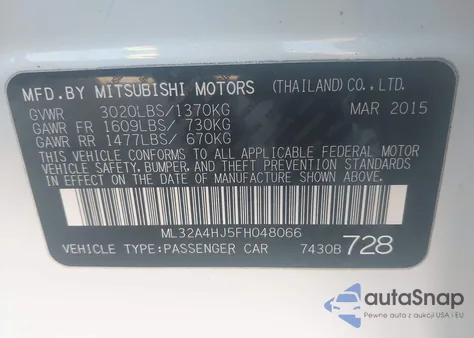 MFD.BY MITSUBISHI MOTORS (THAILAND) CO., LTD.
GVWR 3020LBS/1370KG MAR 2015
GAWR FR 1609LBS/ 730KG
GAWR RR 1477LBS/ 670KG
THIS VEHICLE CONFORMS TO ALL APPLICABLE FEDERAL MOTOR
VEHICLE SAFETY, BUMPER, AND THEFT PREVENTION STANDARDS
IN EFFECT ON THE DATE OF MANUFACTURE SHOWN ABOVE.
ML32A4HJ5FH048066
VEHICLE TYPE:PASSENGER CAR 7430B 728
autoSnap
Pewne auta z aukcji USA i EU